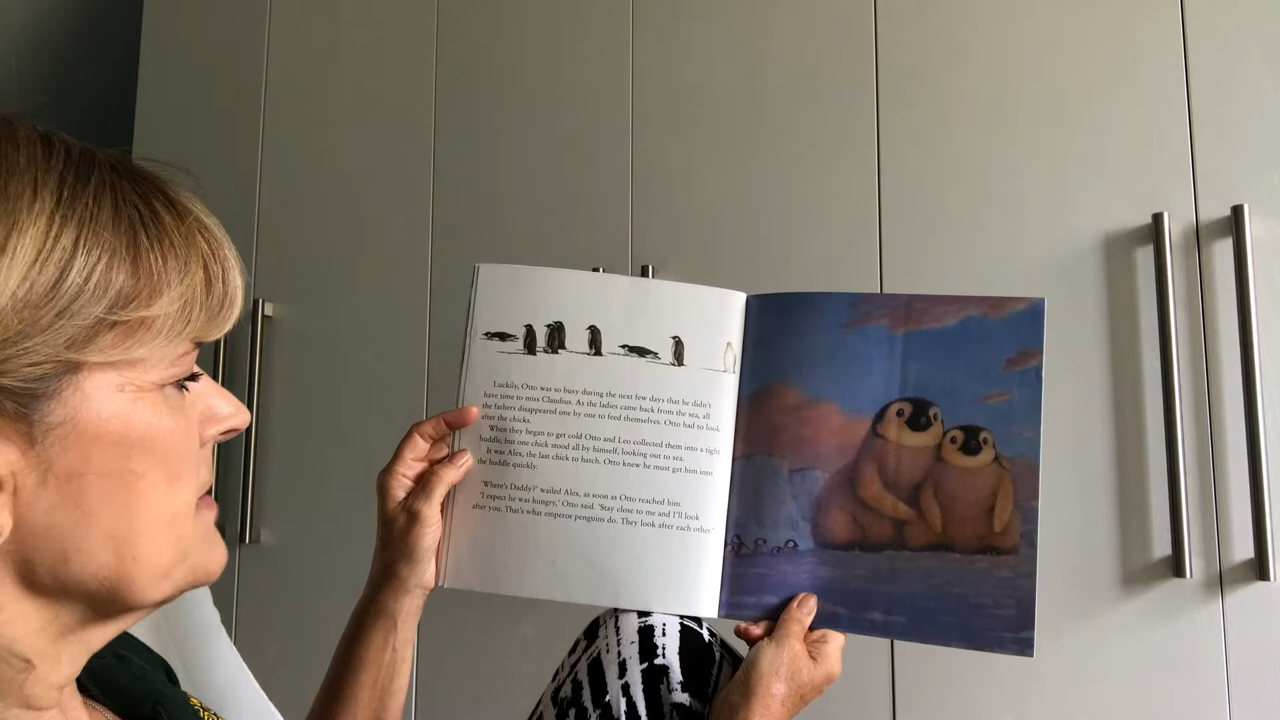 Luckily, Otto was so busy during the next few days that he didn't
have time to miss Claudius. As the ladies came back from the sea, all
the fathers disappeared one by one to feed themselves. Otto had to look
after the chicks.
When they began to get cold Otto and Leo collected them into a tight
huddle, but one chick stood all by himself, looking out to sea.
It was Alex, the last chick to hatch. Otto knew he must get him into
the huddle quickly.
'Where's Daddy?' wailed Alex, as soon as Otto reached him.
'I expect he was hungry,' Otto said. 'Stay close to me and I'll look
after you. That's what emperor penguins do. They look after each other.'